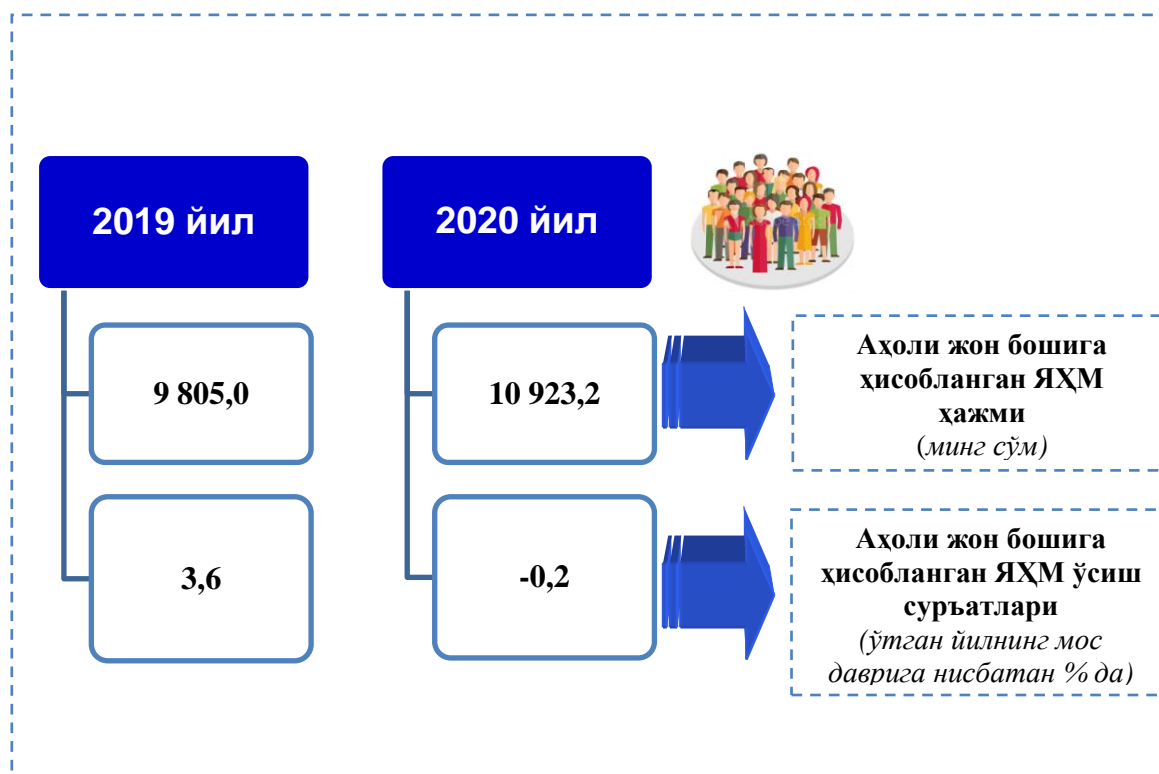 2019 йил
2020 йил
9 805,0
10 923,2
Аҳоли жон бошига
ҳисобланган ЯҲМ
ҳажми
(минг сўм)
3,6
-0,2
Аҳоли жон бошига
ҳисобланган ЯҲМ ўсиш
суръатлари
(ўтган йилнинг мос
даврига нисбатан % да)